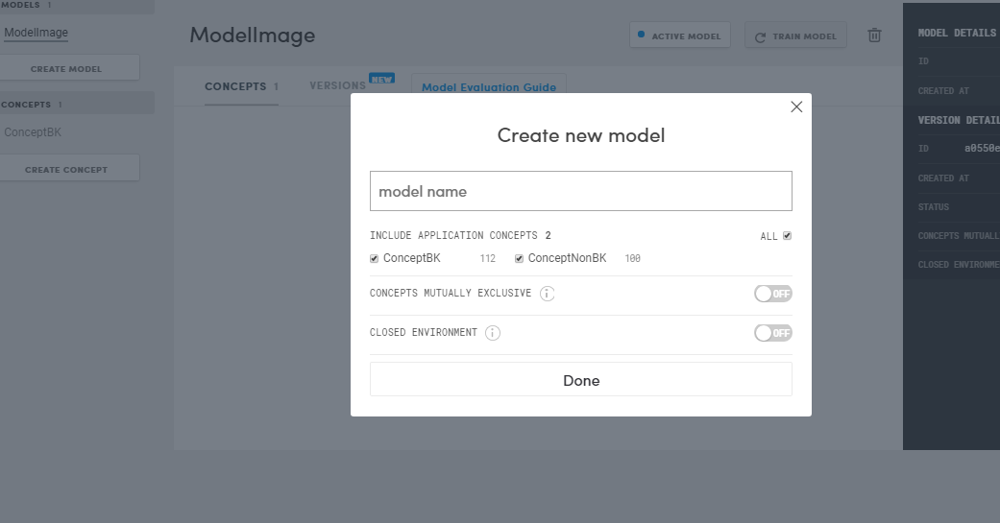 MODELS 1
ModelImage
CREATE MODEL
CONCEPTS 1
ConceptBK
CREATE CONCEPT
ModelImage
ACTIVE MODEL
TRAIN MODEL
CONCEPTS 1
VERSIONS NEW
Model Evaluation Guide
Create new model
model name
INCLUDE APPLICATION CONCEPTS 2
ALL
ConceptBK 112 ConceptNonBK 100
CONCEPTS MUTUALLY EXCLUSIVE
OFF
CLOSED ENVIRONMENT
OFF
Done
MODEL DETAILS
ID
CREATED AT
VERSION DETAIL
ID a0550e
CREATED AT
STATUS
CONCEPTS MUTUALL
CLOSED ENVIRONME